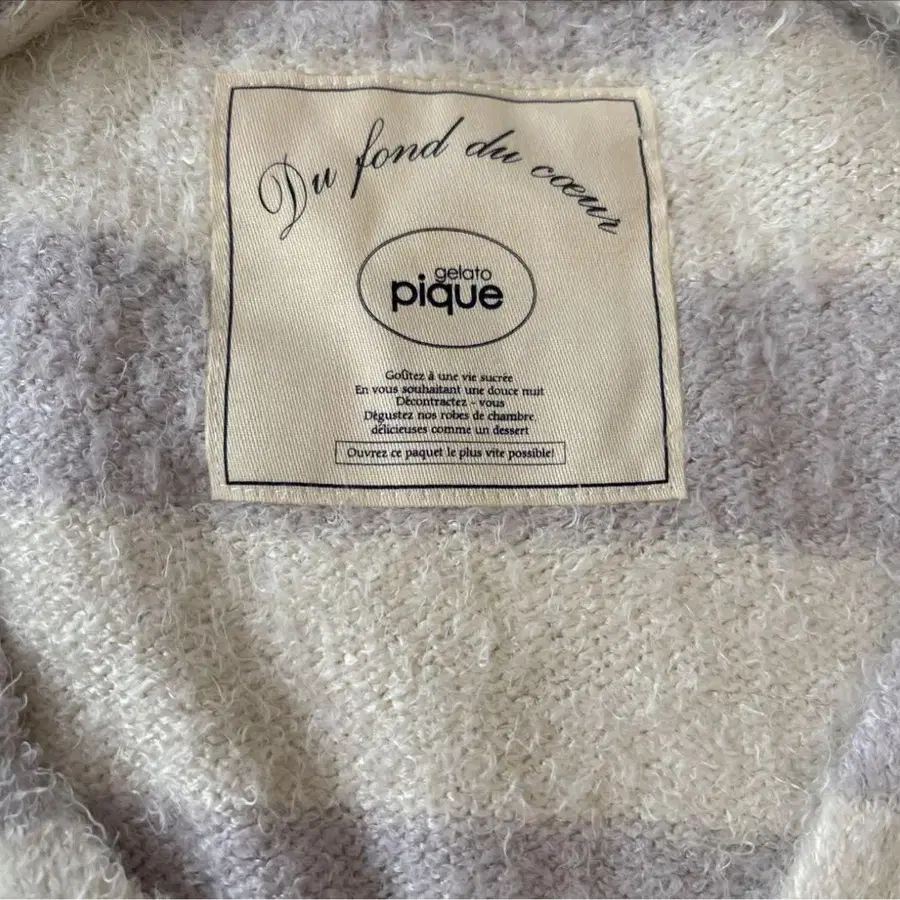 Du fond du cœur
gelato
pique
Goûtez à une vie sucrée
En vous souhaitant une douce nuit
Décontractez - vous
Dégustez nos robes de chambre
délicieuses comme un dessert
Ouvrez ce paquet le plus vite possible!